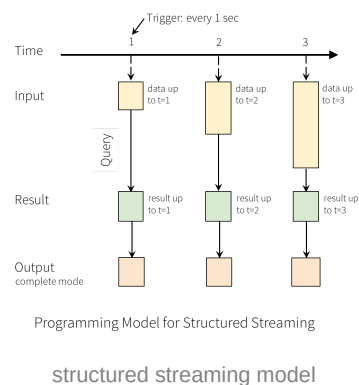 Trigger: every 1 sec
1 2 3
Time
Input
data up
to t=1
data up
to t=2
data up
to t=3
Query
Result
result up
to t=1
result up
to t=2
result up
to t=3
Output
complete mode
Programming Model for Structured Streaming
structured streaming model